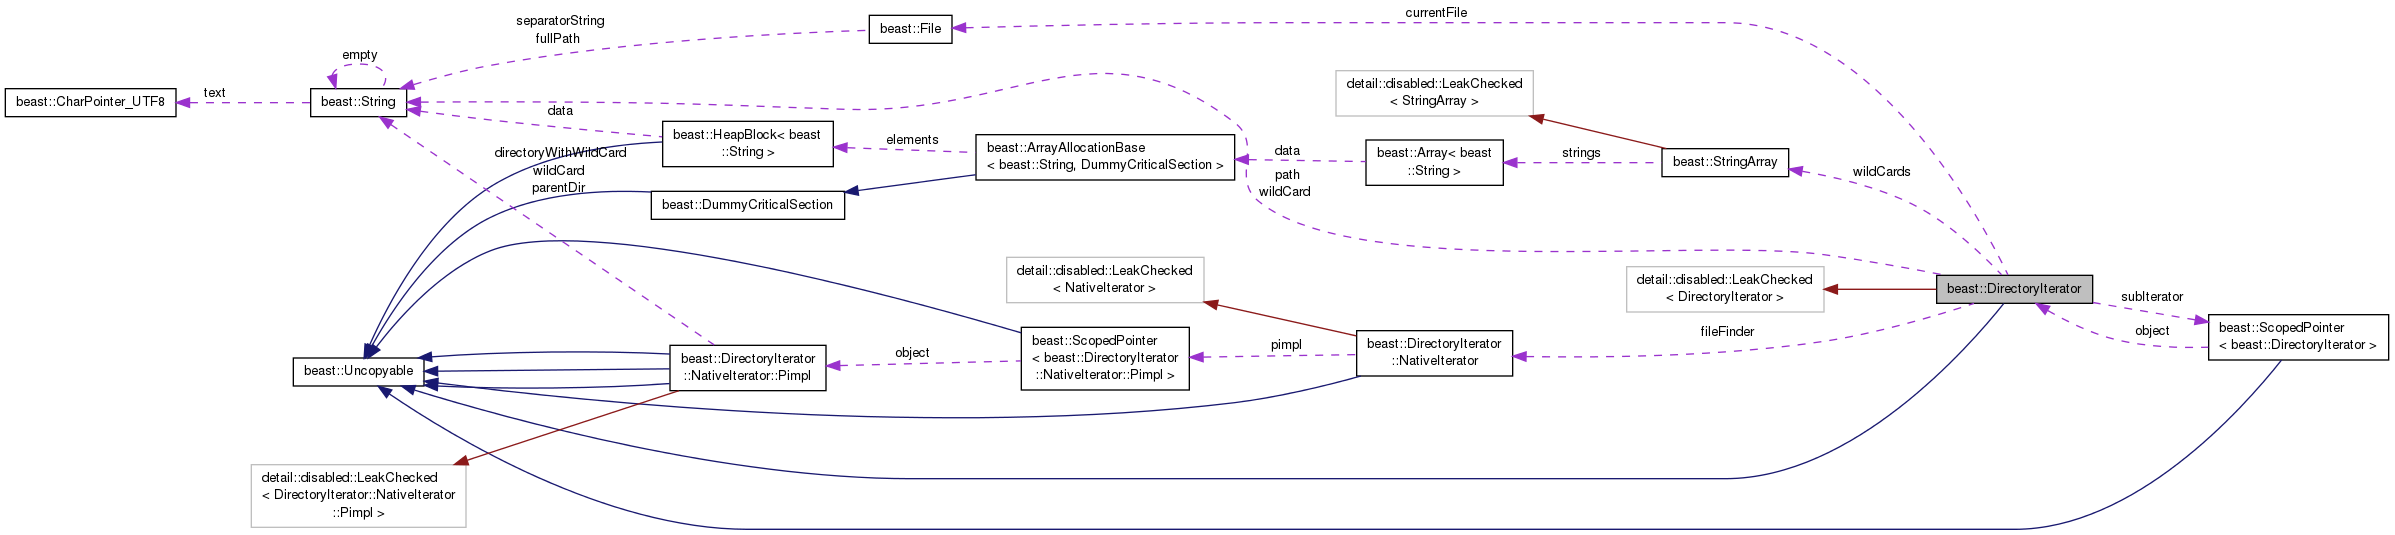 separatorString
fullPath
currentFile
beast::File
empty
beast::CharPointer_UTF8
text
beast::String
data
beast::HeapBlock< beast
::String >
elements
beast::ArrayAllocationBase
< beast::String, DummyCriticalSection >
data
beast::Array< beast
::String >
strings
beast::StringArray
detail::disabled::LeakChecked
< StringArray >
wildCards
directoryWithWildCard
wildCard
parentDir
path
wildCard
beast::DummyCriticalSection
detail::disabled::LeakChecked
< NativeIterator >
detail::disabled::LeakChecked
< DirectoryIterator >
beast::DirectoryIterator
subIterator
object
beast::ScopedPointer
< beast::DirectoryIterator >
fileFinder
beast::DirectoryIterator
::NativeIterator
pimpl
beast::ScopedPointer
< beast::DirectoryIterator
::NativeIterator::Pimpl >
object
beast::DirectoryIterator
::NativeIterator::Pimpl
beast::Uncopyable
detail::disabled::LeakChecked
< DirectoryIterator::NativeIterator
::Pimpl >